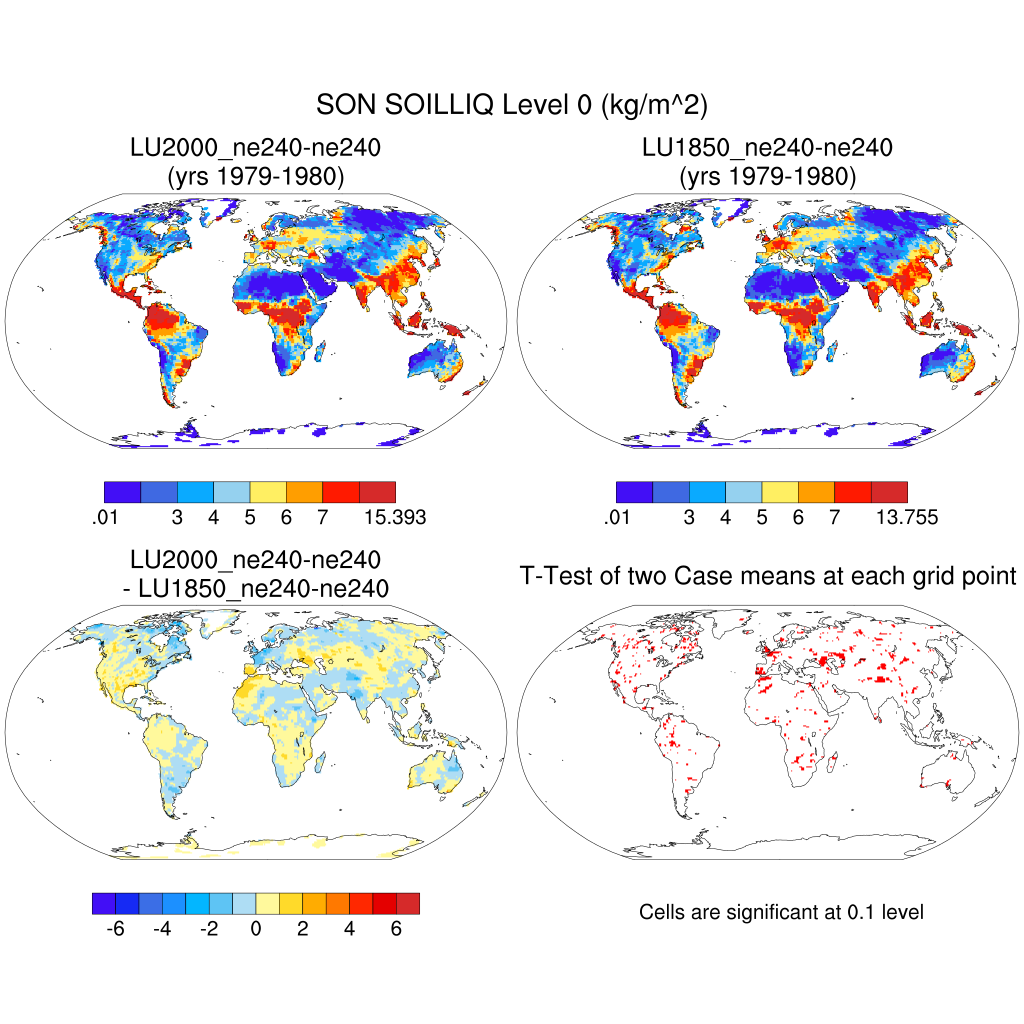 SON SOILLIQ Level 0 (kg/m^2)
LU2000_ne240-ne240
(yrs 1979-1980)
LU1850_ne240-ne240
(yrs 1979-1980)
.01 3 4 5 6 7 15.393
.01 3 4 5 6 7 13.755
LU2000_ne240-ne240
- LU1850_ne240-ne240
T-Test of two Case means at each grid point
-6 -4 -2 0 2 4 6
Cells are significant at 0.1 level